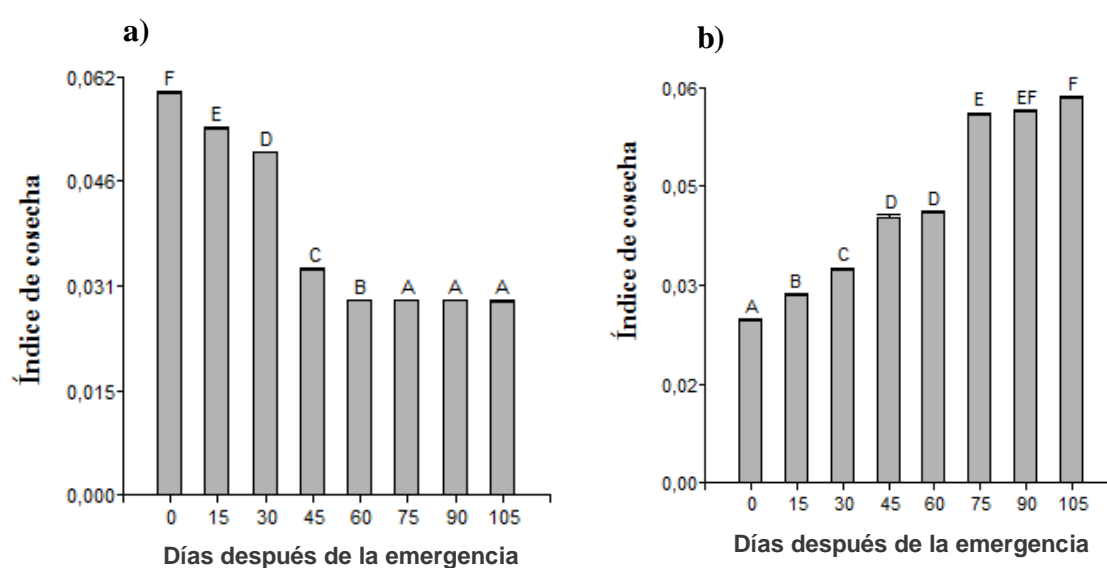 a)
Índice de cosecha
0,062
0,046
0,031
0,015
0,000
F
E
D
C
B
A
A
A
0 15 30 45 60 75 90 105
Días después de la emergencia
b)
Índice de cosecha
0,06
0,05
0,03
0,02
0,00
A
B
C
D
D
E
EF
F
0 15 30 45 60 75 90 105
Días después de la emergencia